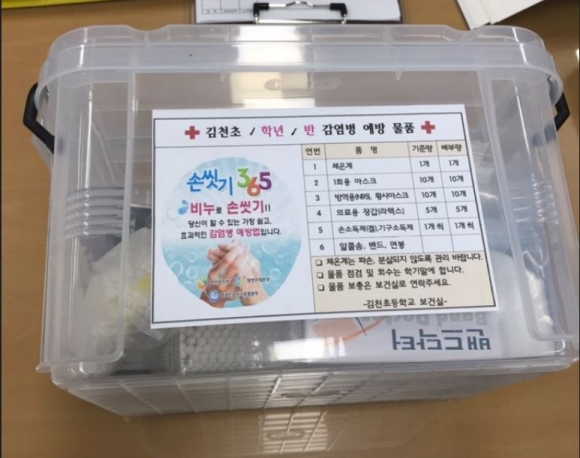 김천초 / 학년 / 반 감염병 예방 물품
손씻기 365
비누로 손씻기!!
당신이 할 수 있는 가장 쉽고,
효과적인 감염병 예방법입니다.
연번 품 명 기준량 배부량
1 체온계 1개 1개
2 1회용 마스크 10개 10개
3 방역용(N95), 황사마스크 10개 10개
4 의료용 장갑(라텍스) 5개 5개
5 손소독제(겔),기구소독제 1개 씩 1개 씩
6 알콜솜, 밴드, 면봉
□ 체온계는 파손, 분실되지 않도록 관리 바랍니다.
□ 물품 점검 및 회수는 학기말에 합니다.
□ 물품 보충은 보건실로 연락주세요.
-김천초등학교 보건실-
Band Doctor
밴드닥터